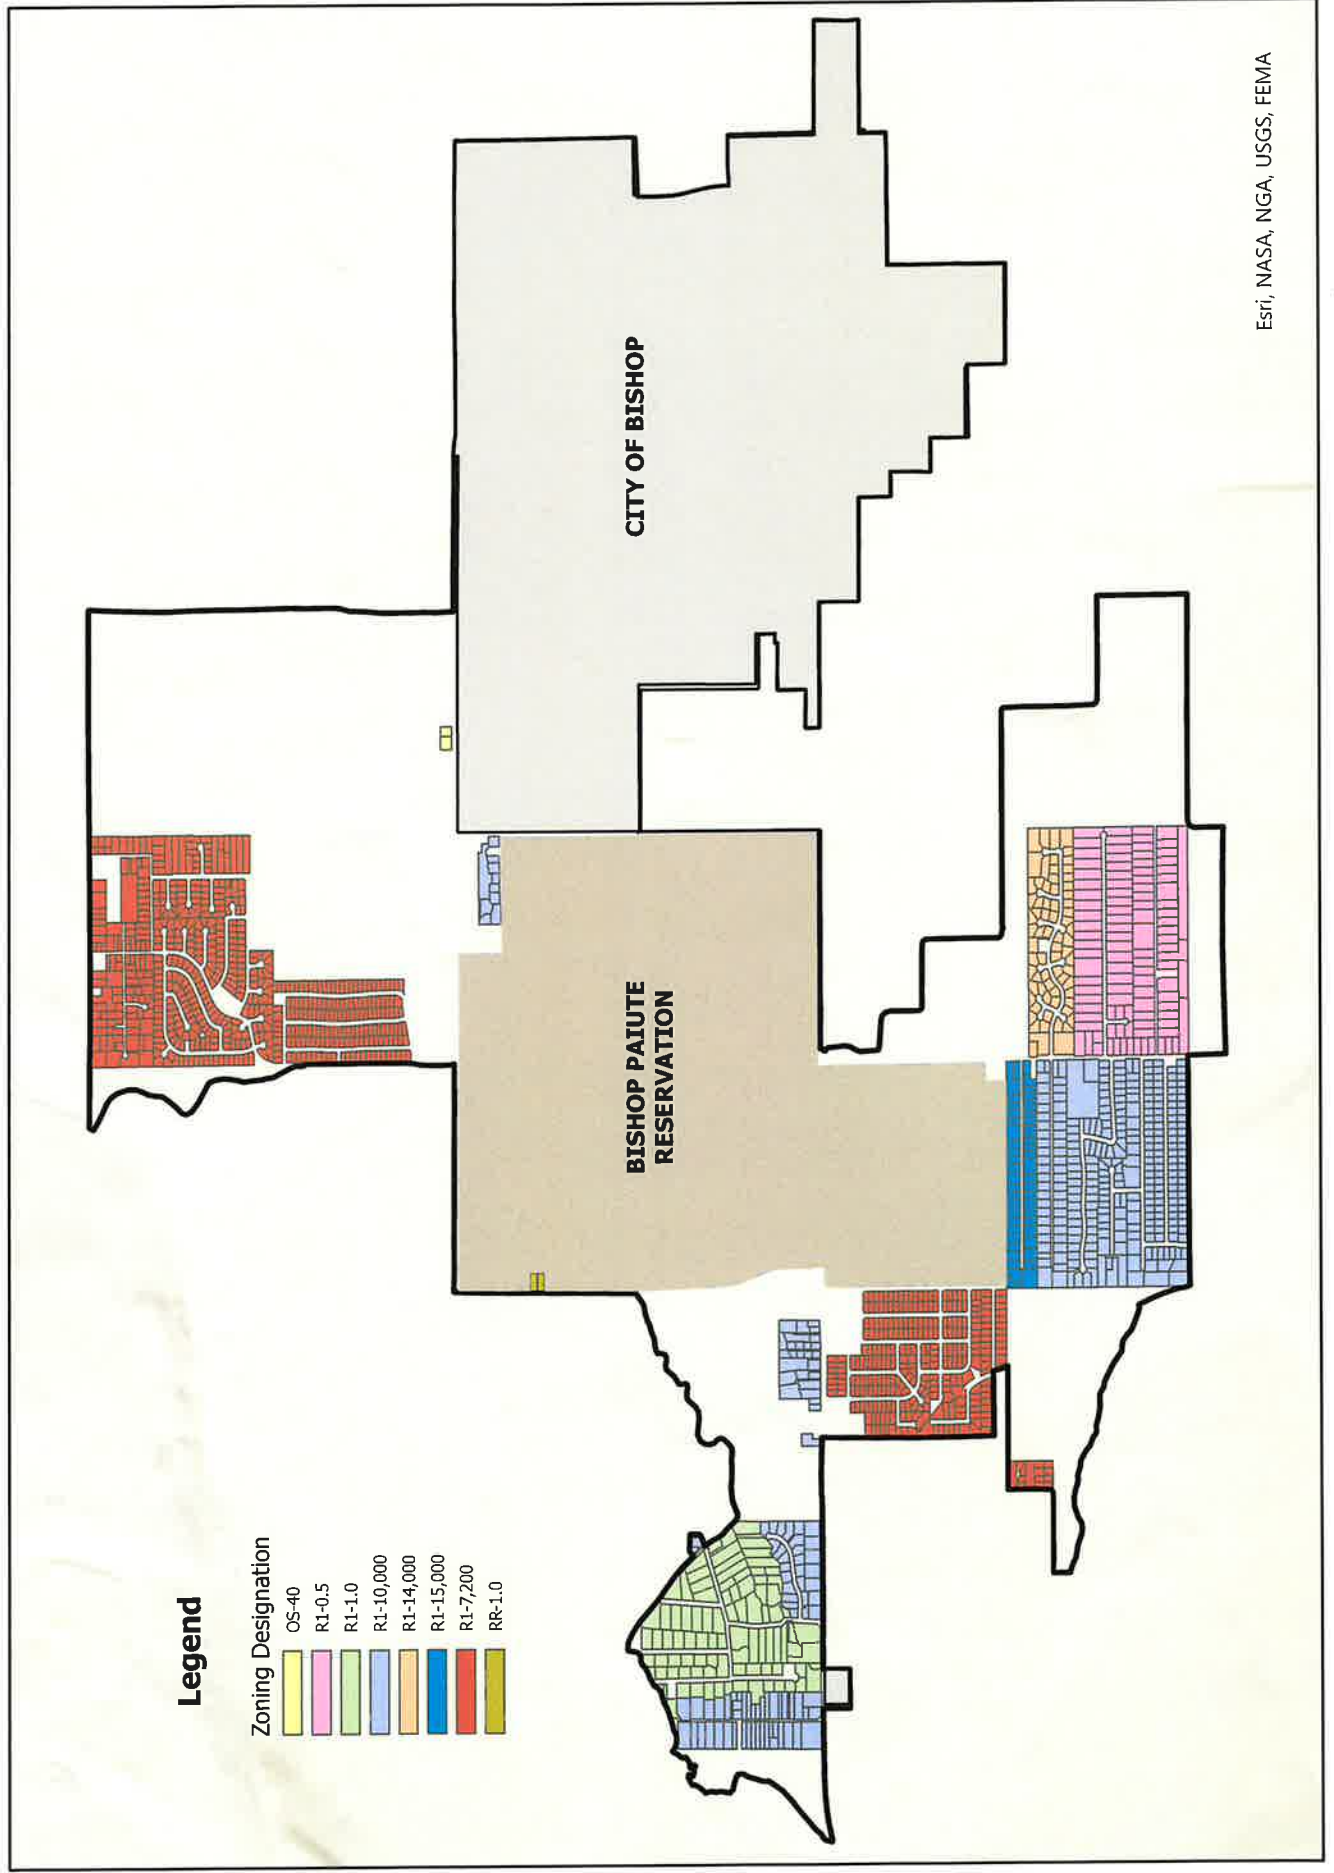 CITY OF BISHOP
BISHOP PAIUTE
RESERVATION
Legend
Zoning Designation
OS-40
R1-0.5
R1-1.0
R1-10,000
R1-14,000
R1-15,000
R1-7,200
RR-1.0
Esri, NASA, NGA, USGS, FEMA